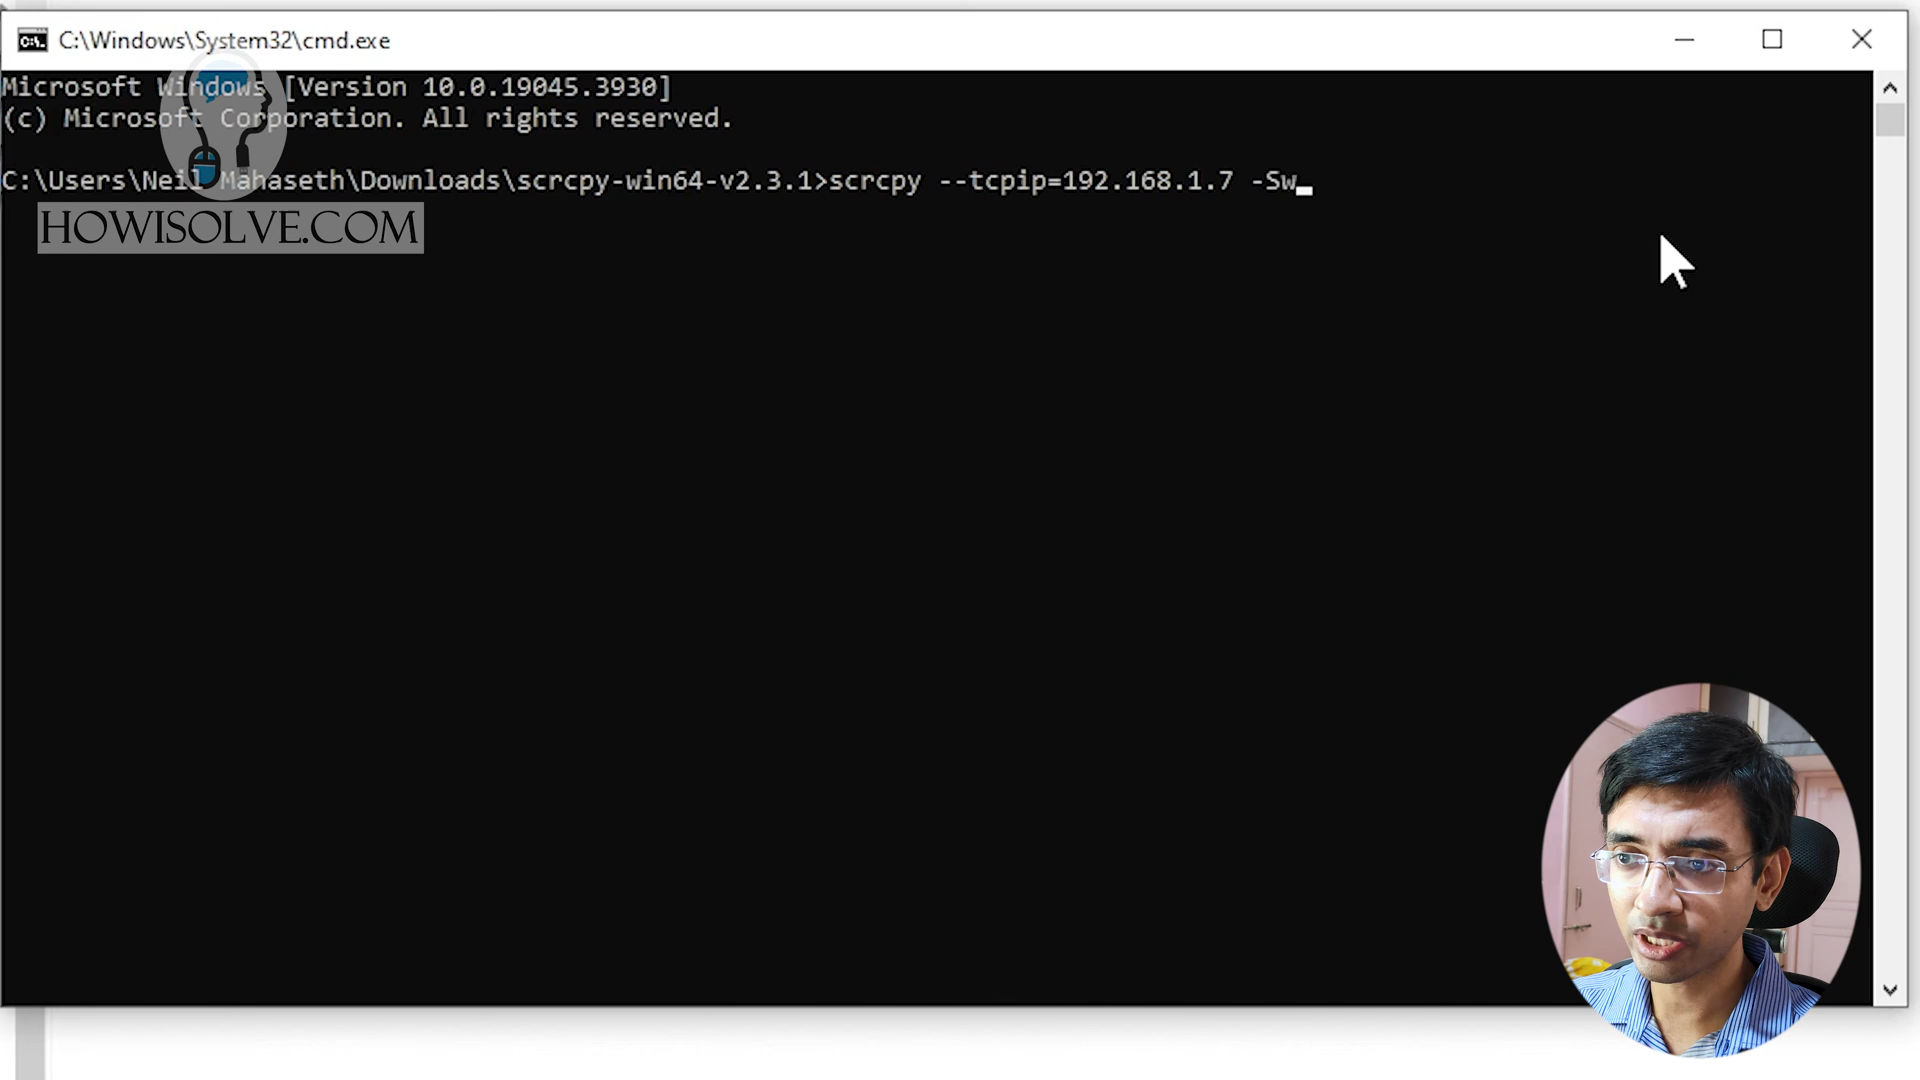 C:\Windows\System32\cmd.exe
Microsoft Windows [Version 10.0.19045.3930]
(c) Microsoft Corporation. All rights reserved.
C:\Users\Neil Mahaseth\Downloads\scrcpy-win64-v2.3.1>scrcpy --tcpip=192.168.1.7 -Sw
HOWISOLVE.COM